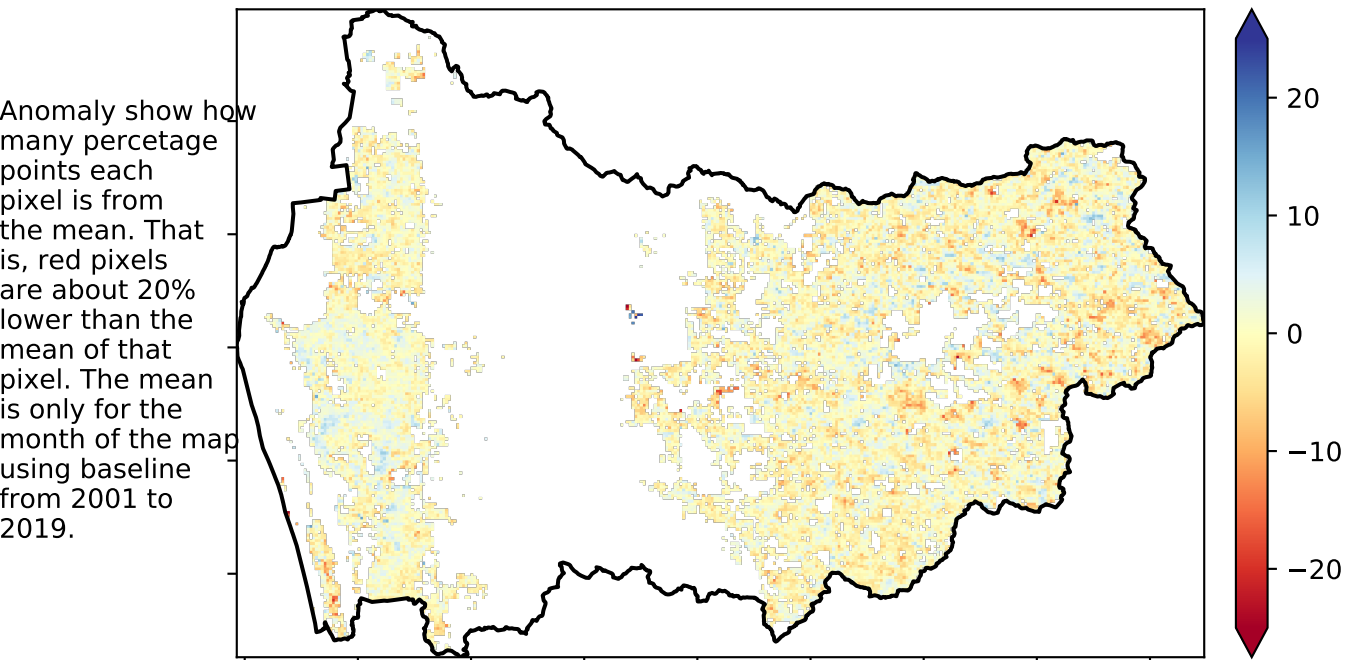 Anomaly show how
many percetage
points each
pixel is from
the mean. That
is, red pixels
are about 20%
lower than the
mean of that
pixel. The mean
is only for the
month of the map
using baseline
from 2001 to
2019.
20
10
0
−10
−20